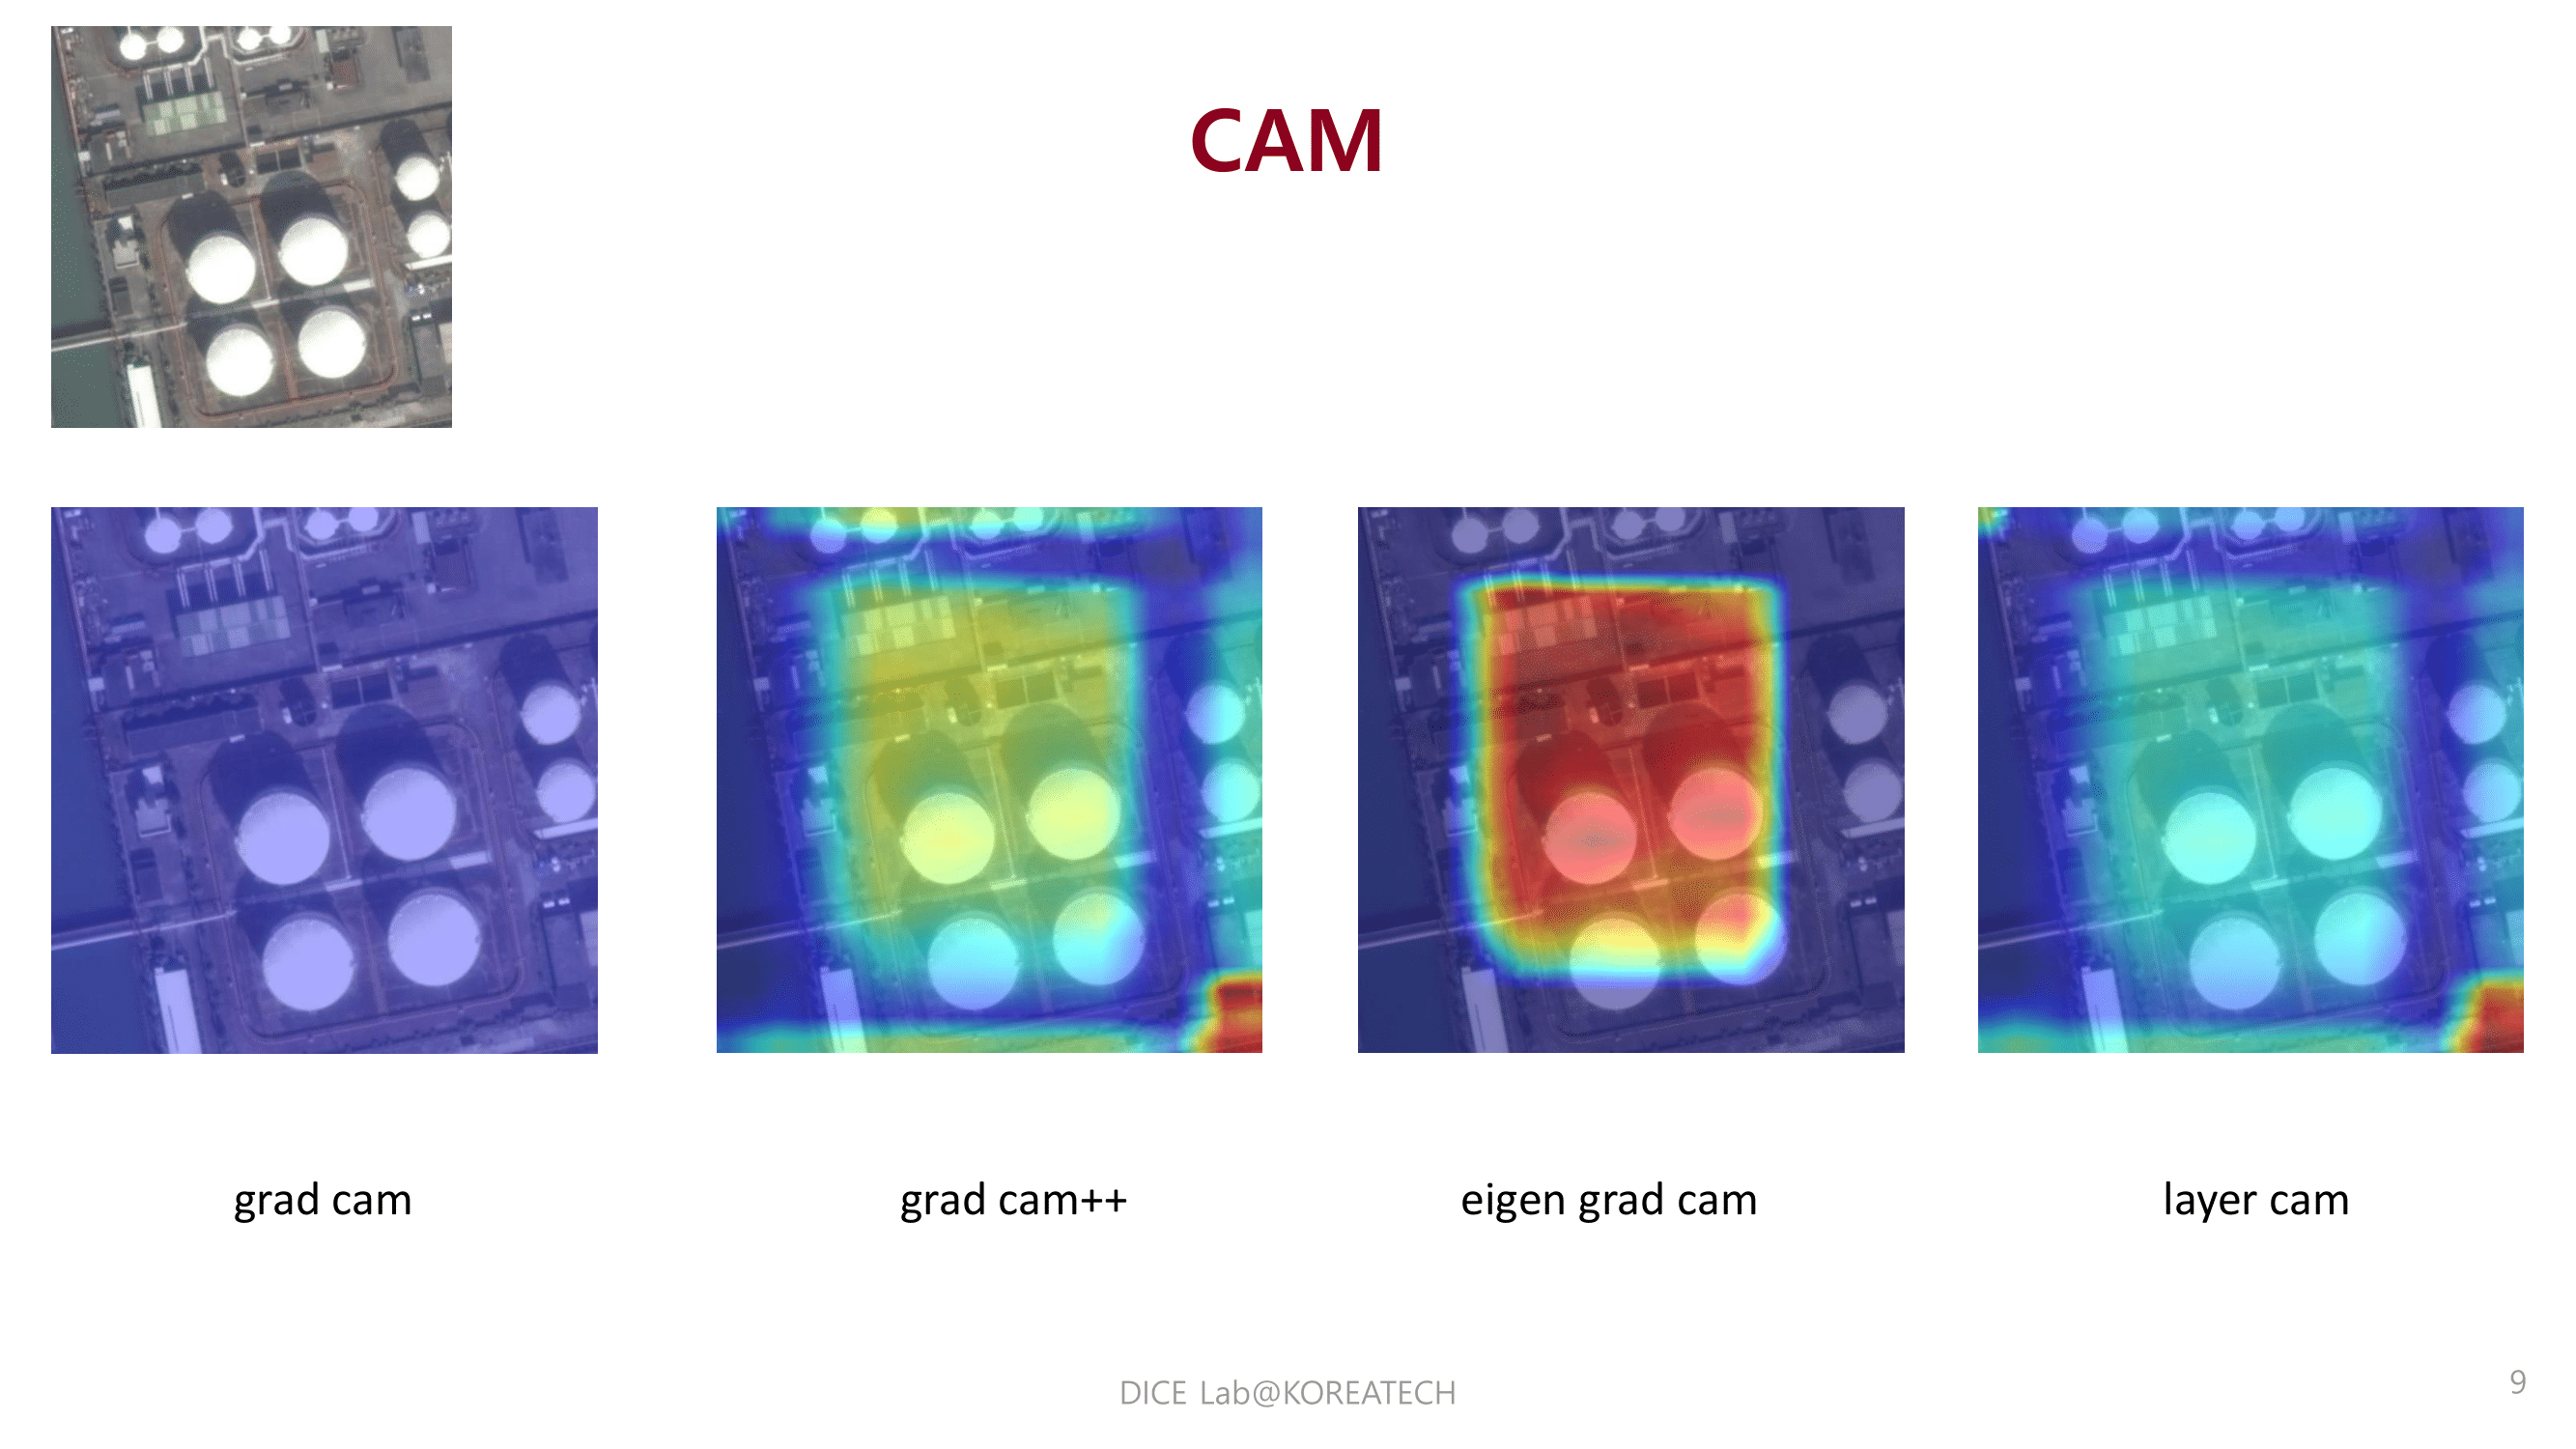 CAM
grad cam
grad cam++
eigen grad cam
layer cam
DICE Lab@KOREATECH
9